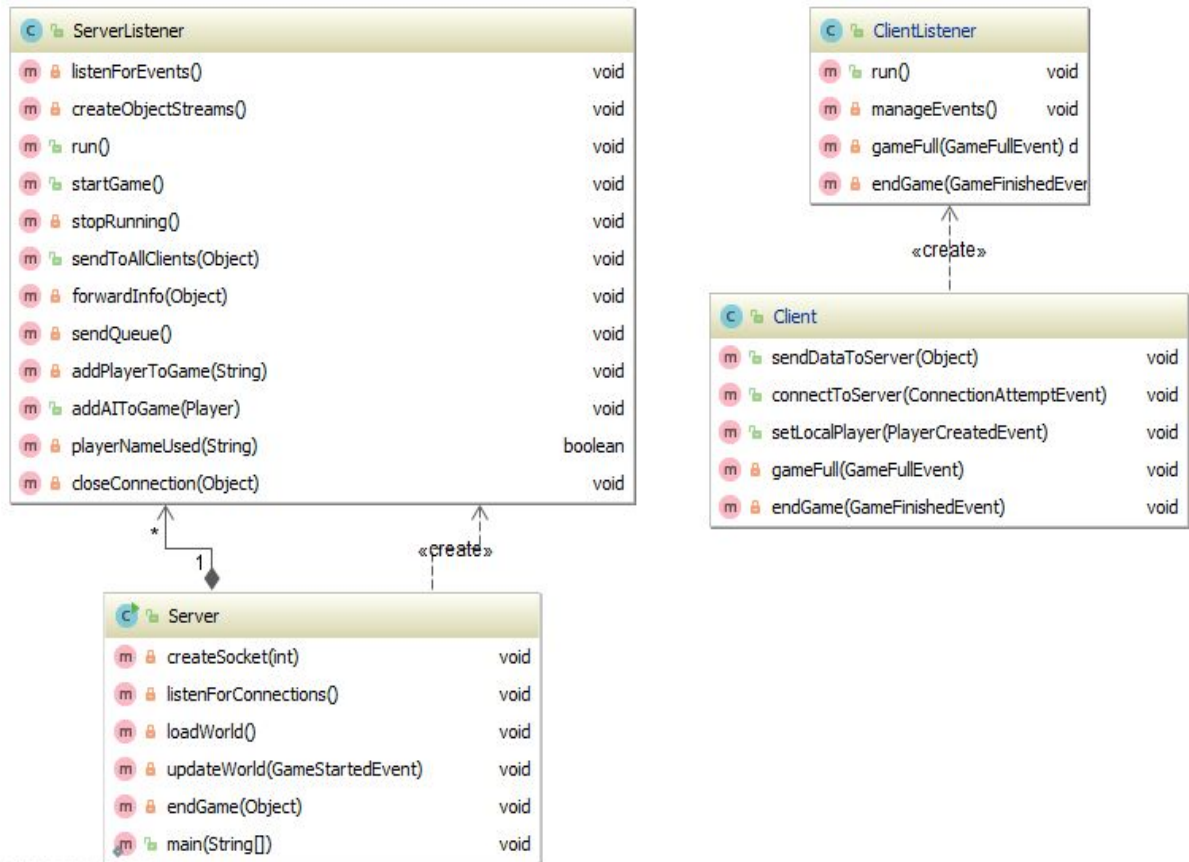 ServerListener
listenForEvents() void
createObjectStreams() void
run() void
startGame() void
stopRunning() void
sendToAllClients(Object) void
forwardInfo(Object) void
sendQueue() void
addPlayerToGame(String) void
addAIToGame(Player) void
playerNameUsed(String) boolean
closeConnection(Object) void
*
1
«create»
Server
createSocket(int) void
listenForConnections() void
loadWorld() void
updateWorld(GameStartedEvent) void
endGame(Object) void
main(String[]) void
ClientListener
run() void
manageEvents() void
gameFull(GameFullEvent) d
endGame(GameFinishedEver
«create»
Client
sendDataToServer(Object) void
connectToServer(ConnectionAttemptEvent) void
setLocalPlayer(PlayerCreatedEvent) void
gameFull(GameFullEvent) void
endGame(GameFinishedEvent) void